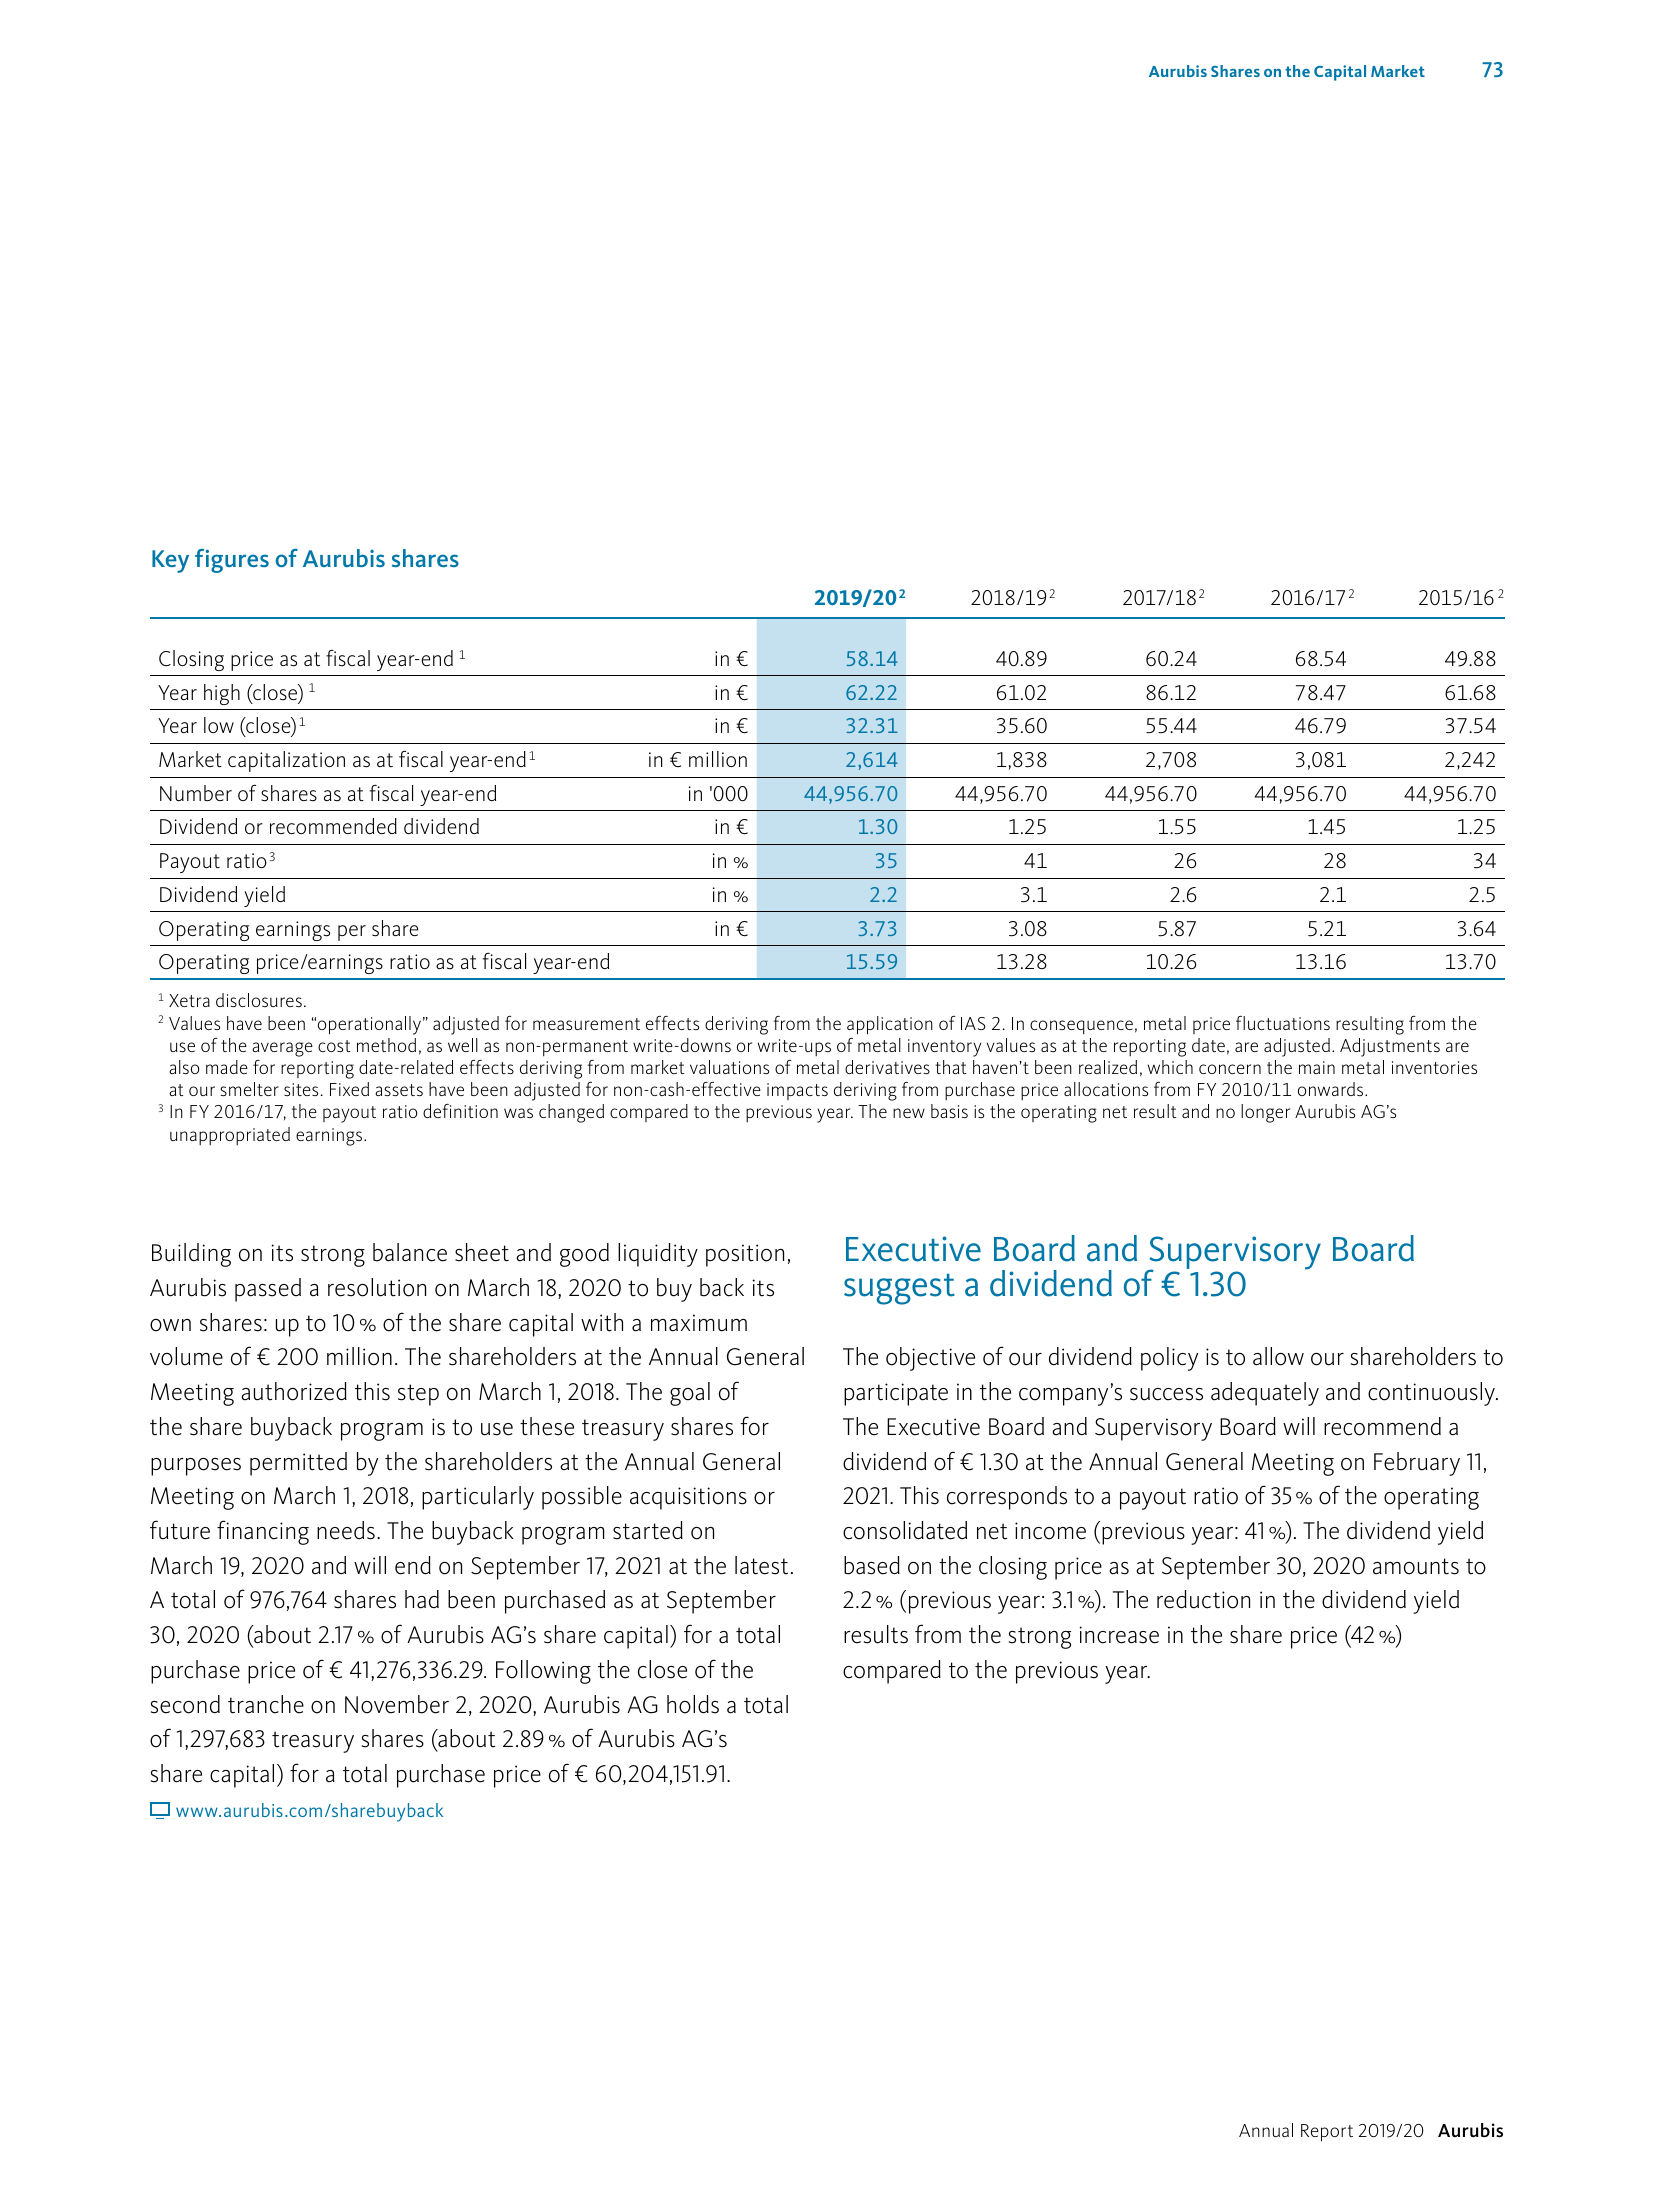 Aurubis Shares on the Capital Market 73
Key figures of Aurubis shares
2019/20 2 2018/19 2 2017/18 2 2016/17 2 2015/16 2
Closing price as at fiscal year-end 1 in € 58.14 40.89 60.24 68.54 49.88
Year high (close) 1 in € 62.22 61.02 86.12 78.47 61.68
Year low (close) 1 in € 32.31 35.60 55.44 46.79 37.54
Market capitalization as at fiscal year-end 1 in € million 2,614 1,838 2,708 3,081 2,242
Number of shares as at fiscal year-end in '000 44,956.70 44,956.70 44,956.70 44,956.70 44,956.70
Dividend or recommended dividend in € 1.30 1.25 1.55 1.45 1.25
Payout ratio 3 in % 35 41 26 28 34
Dividend yield in % 2.2 3.1 2.6 2.1 2.5
Operating earnings per share in € 3.73 3.08 5.87 5.21 3.64
Operating price/earnings ratio as at fiscal year-end 15.59 13.28 10.26 13.16 13.70
1 Xetra disclosures.
2 Values have been “operationally” adjusted for measurement effects deriving from the application of IAS 2. In consequence, metal price fluctuations resulting from the
use of the average cost method, as well as non-permanent write-downs or write-ups of metal inventory values as at the reporting date, are adjusted. Adjustments are
also made for reporting date-related effects deriving from market valuations of metal derivatives that haven’t been realized, which concern the main metal inventories
at our smelter sites. Fixed assets have been adjusted for non-cash-effective impacts deriving from purchase price allocations from FY 2010/11 onwards.
3 In FY 2016/17, the payout ratio definition was changed compared to the previous year. The new basis is the operating net result and no longer Aurubis AG’s
unappropriated earnings.
Building on its strong balance sheet and good liquidity position,
Aurubis passed a resolution on March 18, 2020 to buy back its
own shares: up to 10 % of the share capital with a maximum
volume of € 200 million. The shareholders at the Annual General
Meeting authorized this step on March 1, 2018. The goal of
the share buyback program is to use these treasury shares for
purposes permitted by the shareholders at the Annual General
Meeting on March 1, 2018, particularly possible acquisitions or
future financing needs. The buyback program started on
March 19, 2020 and will end on September 17, 2021 at the latest.
A total of 976,764 shares had been purchased as at September
30, 2020 (about 2.17 % of Aurubis AG’s share capital) for a total
purchase price of € 41,276,336.29. Following the close of the
second tranche on November 2, 2020, Aurubis AG holds a total
of 1,297,683 treasury shares (about 2.89 % of Aurubis AG’s
share capital) for a total purchase price of € 60,204,151.91.
www.aurubis.com/sharebuyback
Executive Board and Supervisory Board
suggest a dividend of € 1.30
The objective of our dividend policy is to allow our shareholders to
participate in the company’s success adequately and continuously.
The Executive Board and Supervisory Board will recommend a
dividend of € 1.30 at the Annual General Meeting on February 11,
2021. This corresponds to a payout ratio of 35 % of the operating
consolidated net income (previous year: 41 %). The dividend yield
based on the closing price as at September 30, 2020 amounts to
2.2 % (previous year: 3.1 %). The reduction in the dividend yield
results from the strong increase in the share price (42 %)
compared to the previous year.
Annual Report 2019/20 Aurubis